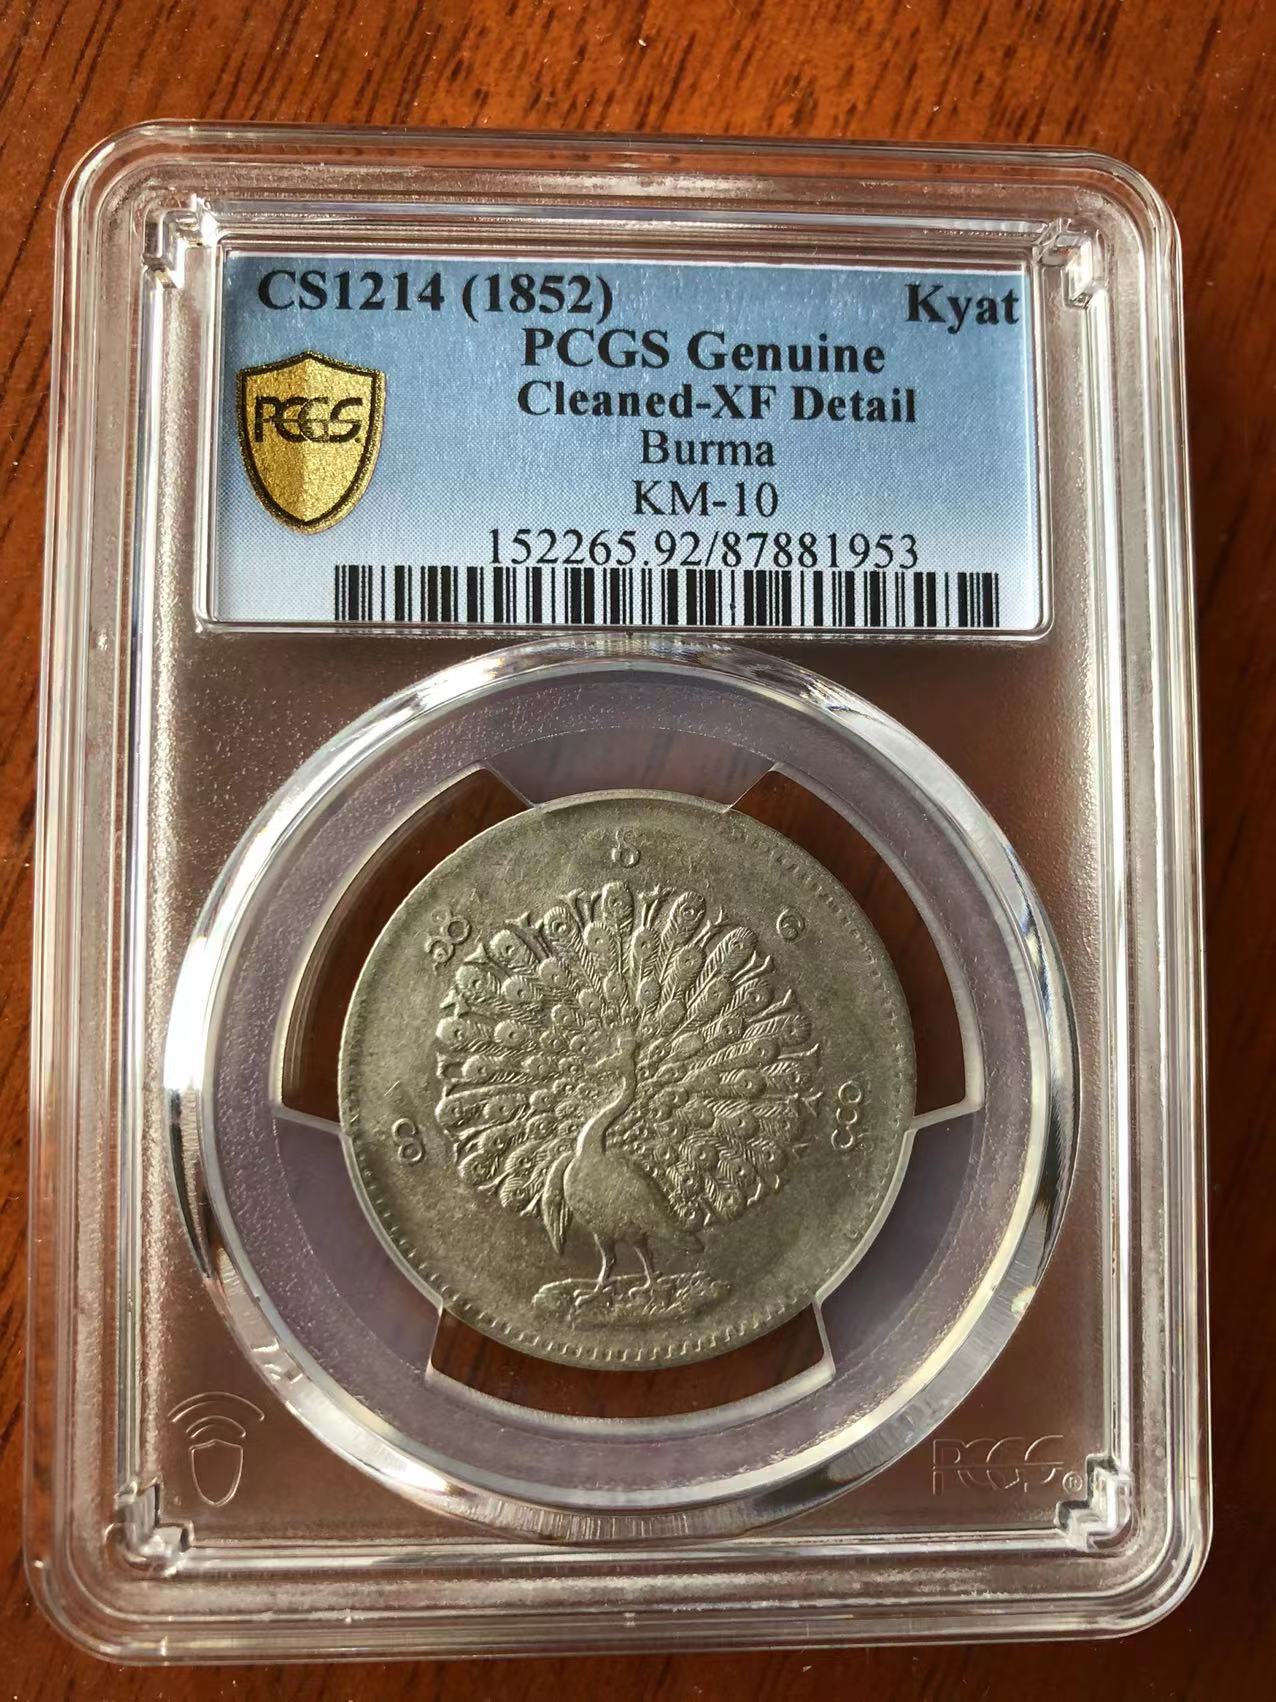 CS1214 (1852) Kyat
PCGS Genuine
Cleaned-XF Detail
PCGS
Burma
KM-10
152265.92/87881953
PCGS